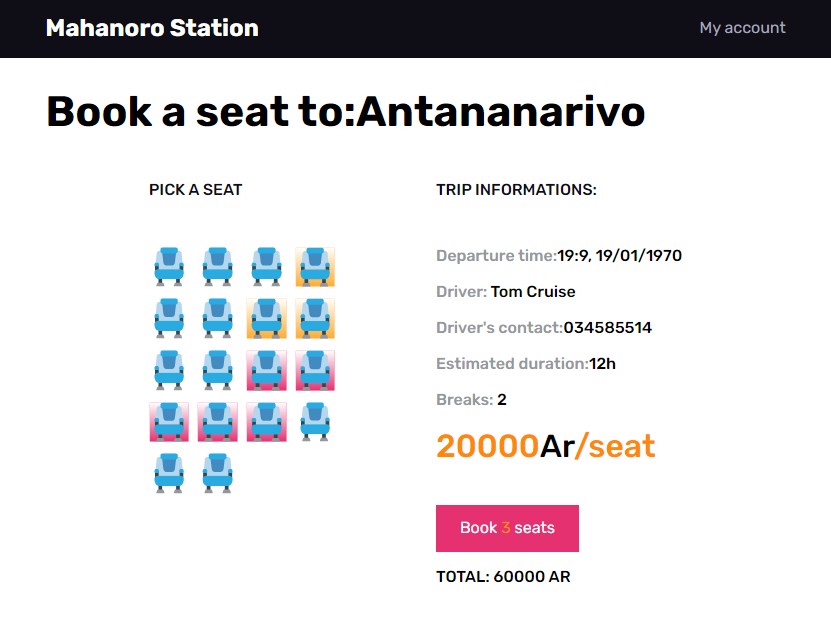 Mahanoro Station
My account
Book a seat to:Antananarivo
PICK A SEAT
TRIP INFORMATIONS:
Departure time:19:9, 19/01/1970
Driver: Tom Cruise
Driver's contact:034585514
Estimated duration:12h
Breaks: 2
20000Ar/seat
Book 3 seats
TOTAL: 60000 AR